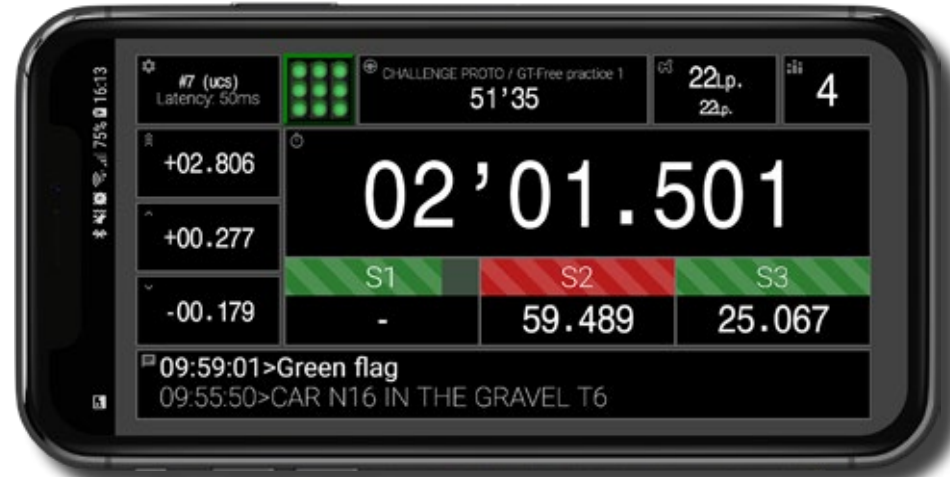 75% 16:13
#7 (ucs)
Latency: 50ms
CHALLENGE PROTO / GT-Free practice 1
51'35
22Lp.
22Lp.
4
+02.806
+00.277
-00.179
02'01.501
S1
S2
S3
-
59.489
25.067
09:59:01>Green flag
09:55:50>CAR N16 IN THE GRAVEL T6